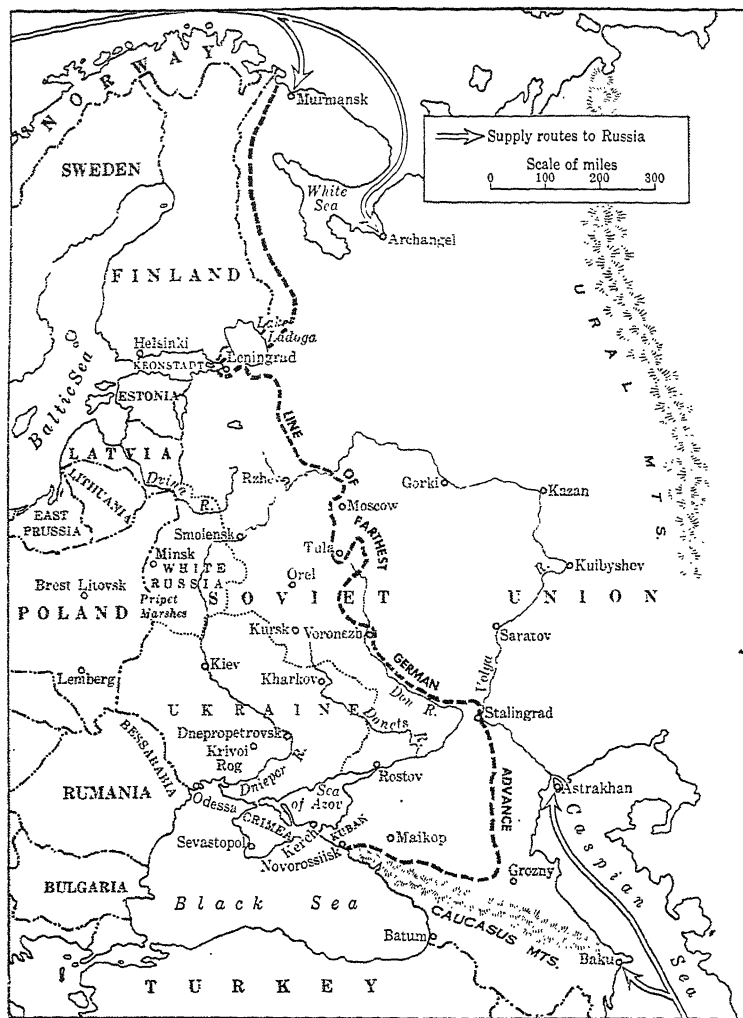 NORWAY
Murmansk
Supply routes to Russia
Scale of miles
0 100 200 300
SWEDEN
White
Sea
Archangel
FINLAND
URAL MTS.
Lake
Ladoga
Helsinki
Leningrad
KRONSTADT
Baltic Sea
ESTONIA
LINE OF FARTHEST GERMAN ADVANCE
LATVIA
Dvina R.
Rzhev
Gorki
Kazan
LITHUANIA
Moscow
EAST
PRUSSIA
Smolensk
Tula
Minsk
WHITE
RUSSIA
Kuibyshev
Brest Litovsk
Orel
R.
POLAND
Pripet
Marshes
SOVIET UNION
Kursk
Voronezh
Saratov
Volga
Lemberg
Kiev
Kharkov
Don R.
Stalingrad
UKRAINE
Donets
R.
Dnepropetrovsk
Krivoi
Rog
BESSARABIA
Dnieper R.
Rostov
RUMANIA
Odessa
Sea
of Azov
Astrakhan
CRIMEA
Kerch
KUBAN
Maikop
Sevastopol
Novorossiisk
Grozny
Caspian Sea
BULGARIA
Black Sea
CAUCASUS MTS.
Batum
Baku
TURKEY